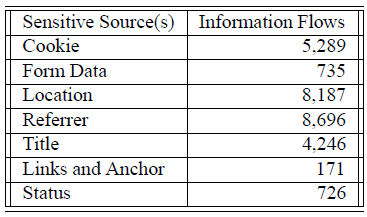 Sensitive Source(s) Information Flows
Cookie 5,289
Form Data 735
Location 8,187
Referrer 8,696
Title 4,246
Links and Anchor 171
Status 726